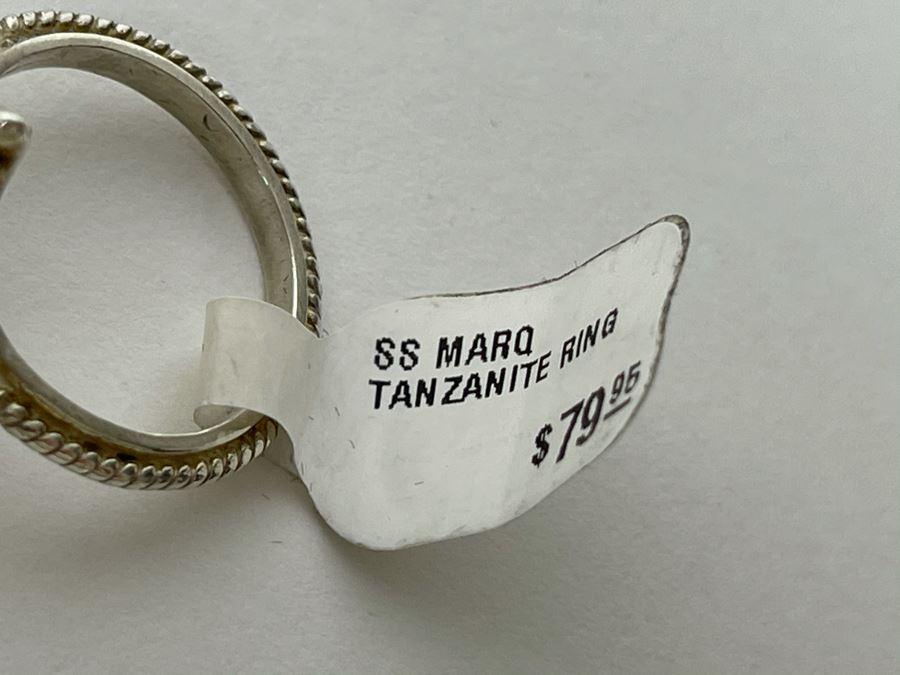 SS MARQ
TANZANITE RING
$79.95